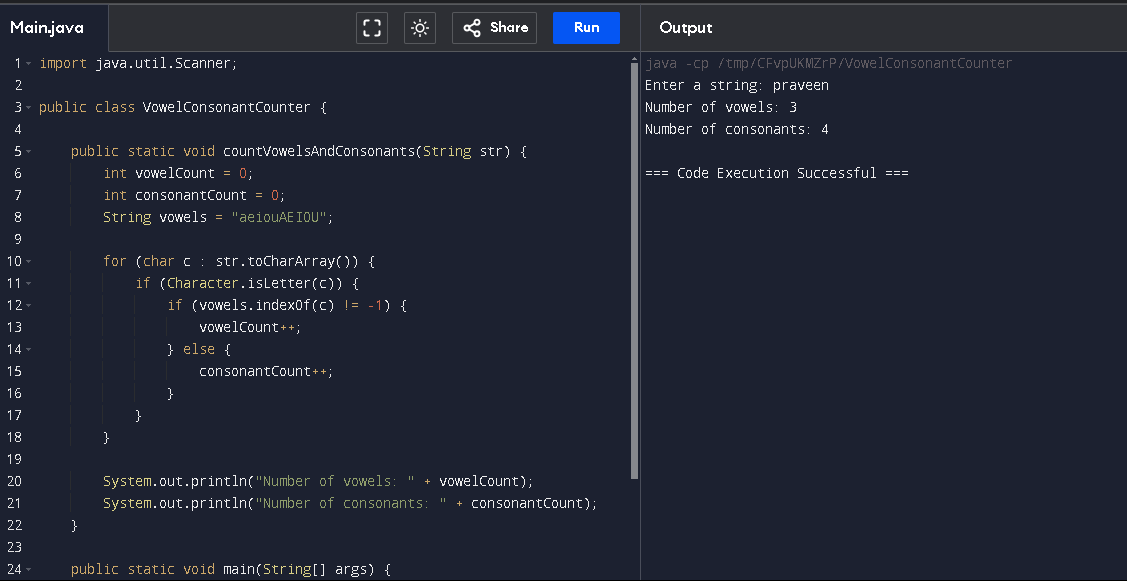 Main.java
Share
Run
Output
1 import java.util.Scanner;
2
3 public class VowelConsonantCounter {
4
5     public static void countVowelsAndConsonants(String str) {
6         int vowelCount = 0;
7         int consonantCount = 0;
8         String vowels = "aeiouAEIOU";
9
10         for (char c : str.toCharArray()) {
11             if (Character.isLetter(c)) {
12                 if (vowels.indexOf(c) != -1) {
13                     vowelCount++;
14                 } else {
15                     consonantCount++;
16                 }
17             }
18         }
19
20         System.out.println("Number of vowels: " + vowelCount);
21         System.out.println("Number of consonants: " + consonantCount);
22     }
23
24     public static void main(String[] args) {
java -cp /tmp/CFvpUKMZrP/VowelConsonantCounter
Enter a string: praveen
Number of vowels: 3
Number of consonants: 4
=== Code Execution Successful ===